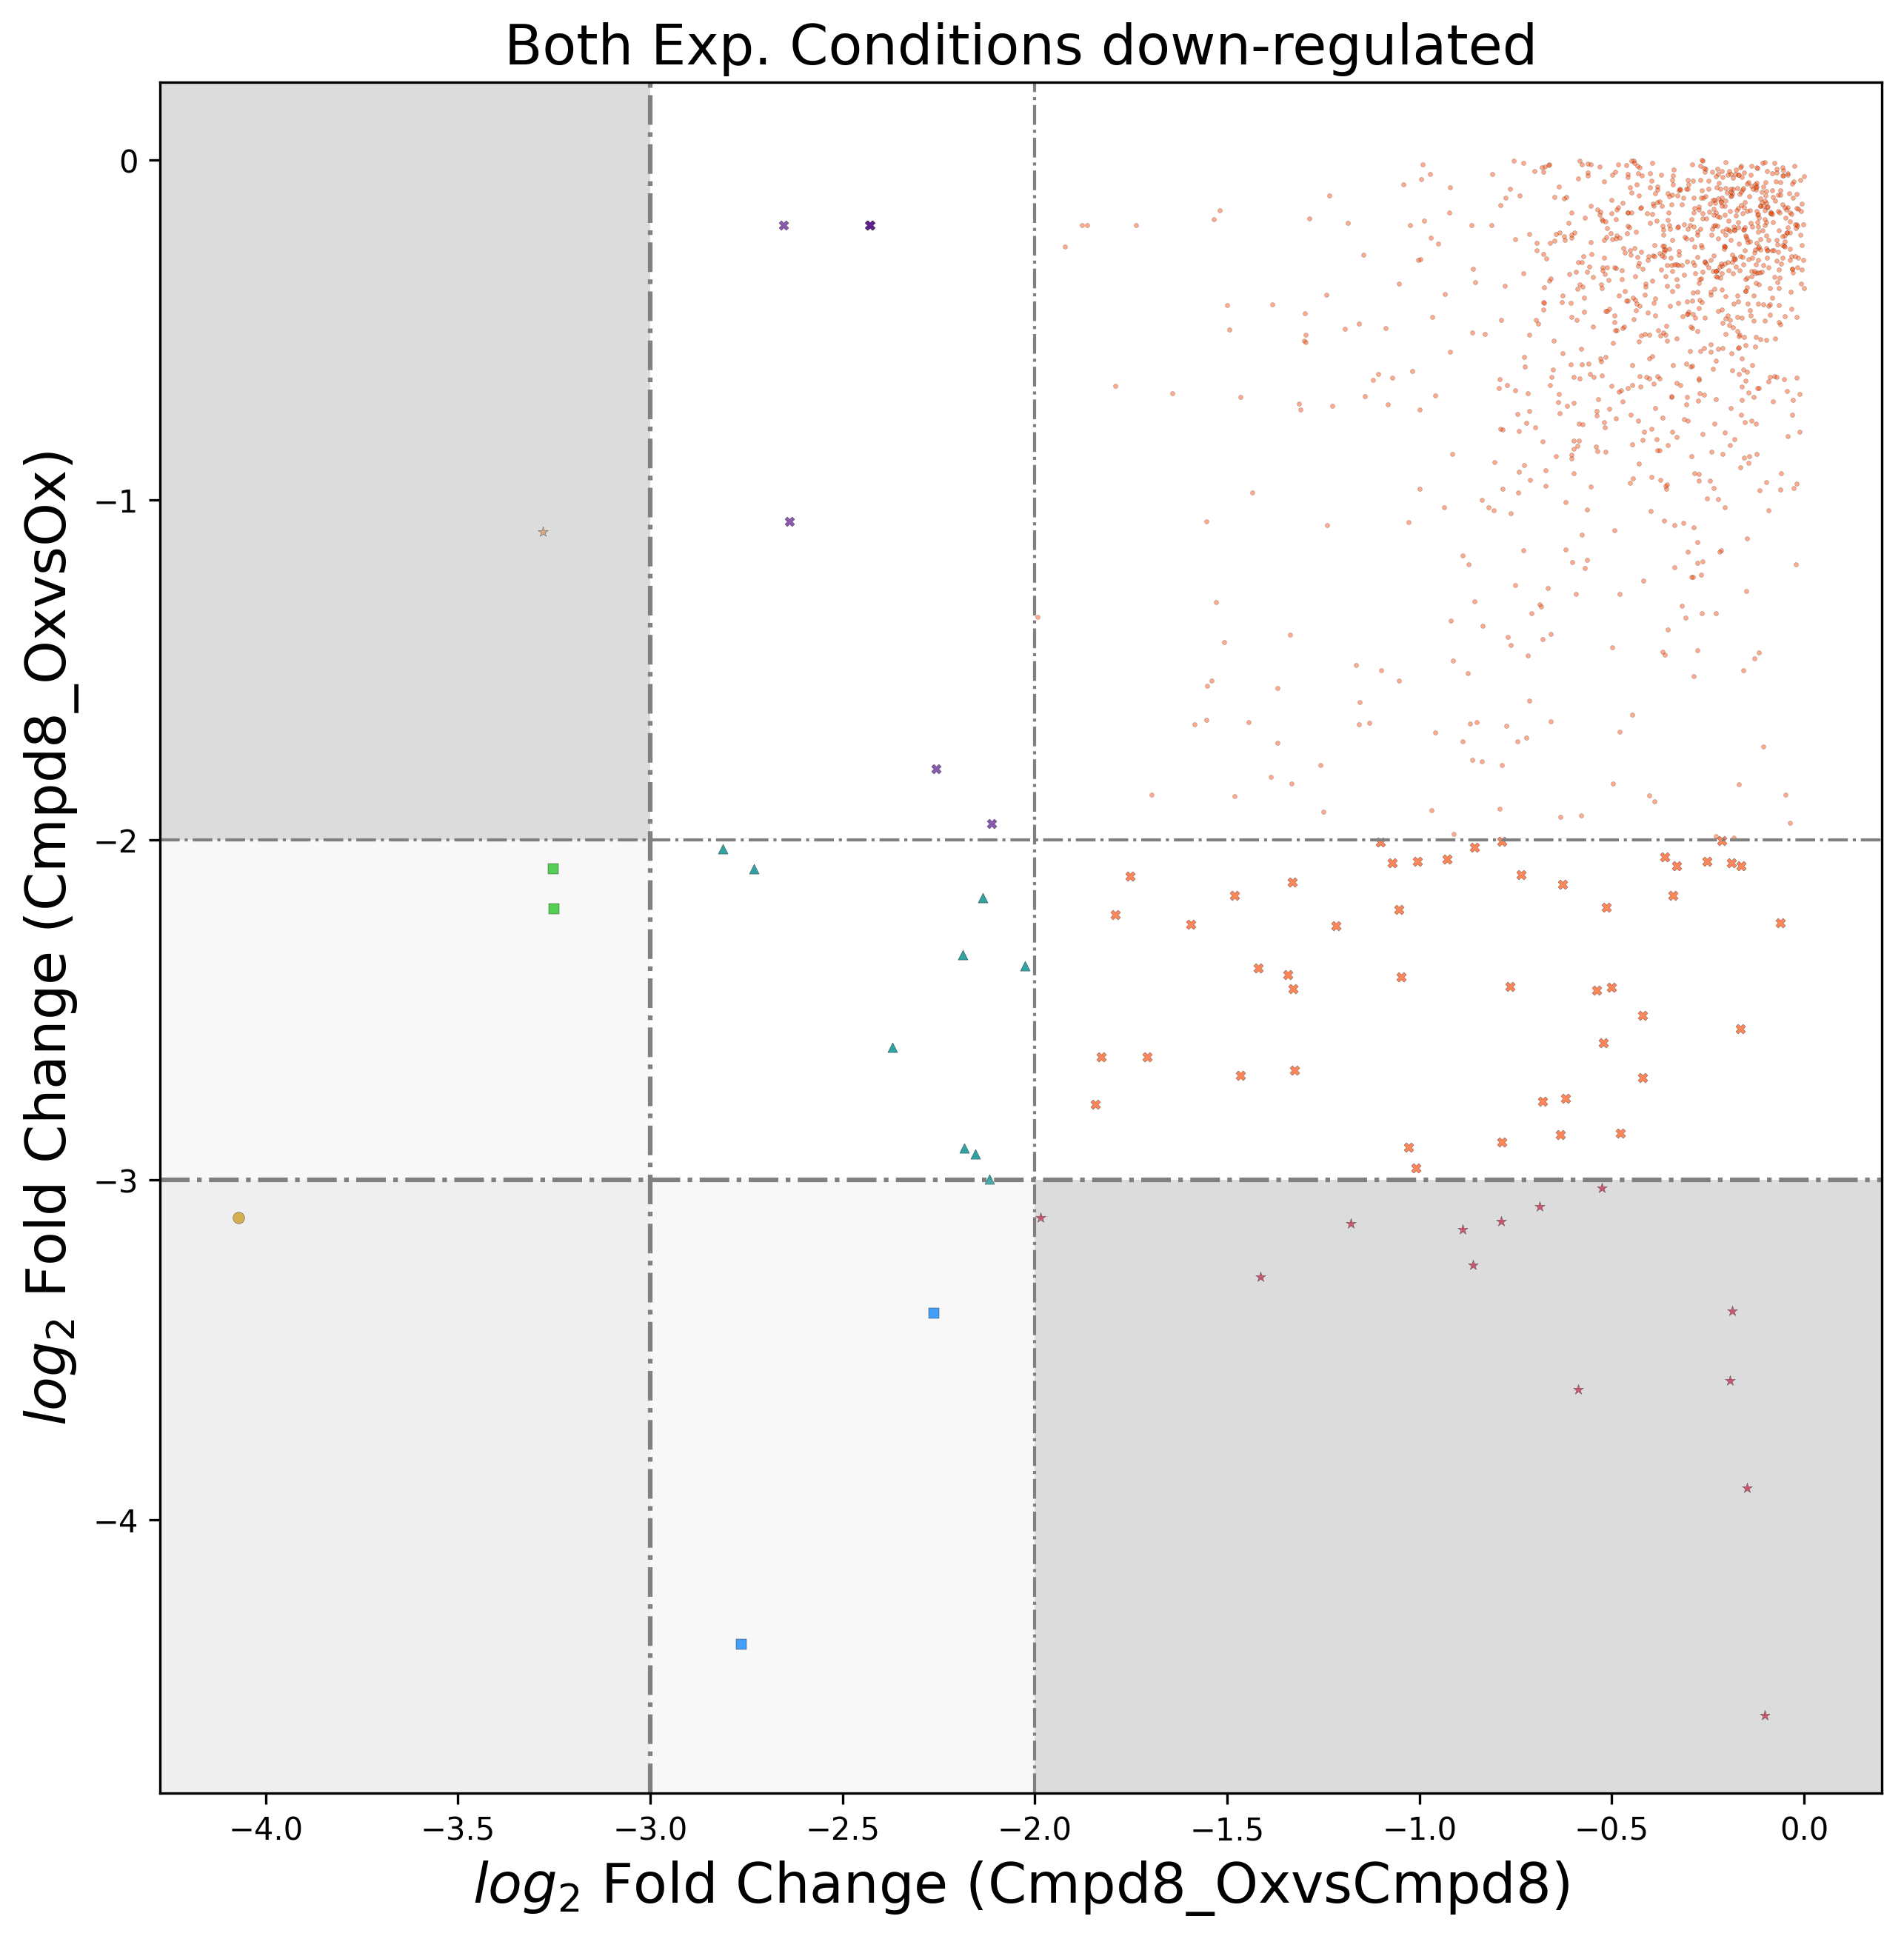 Both Exp. Conditions down-regulated
log2 Fold Change (Cmpd8_OxvsOx)
0
−1
−2
−3
−4
−4.0 −3.5 −3.0 −2.5 −2.0 −1.5 −1.0 −0.5 0.0
log2 Fold Change (Cmpd8_OxvsCmpd8)